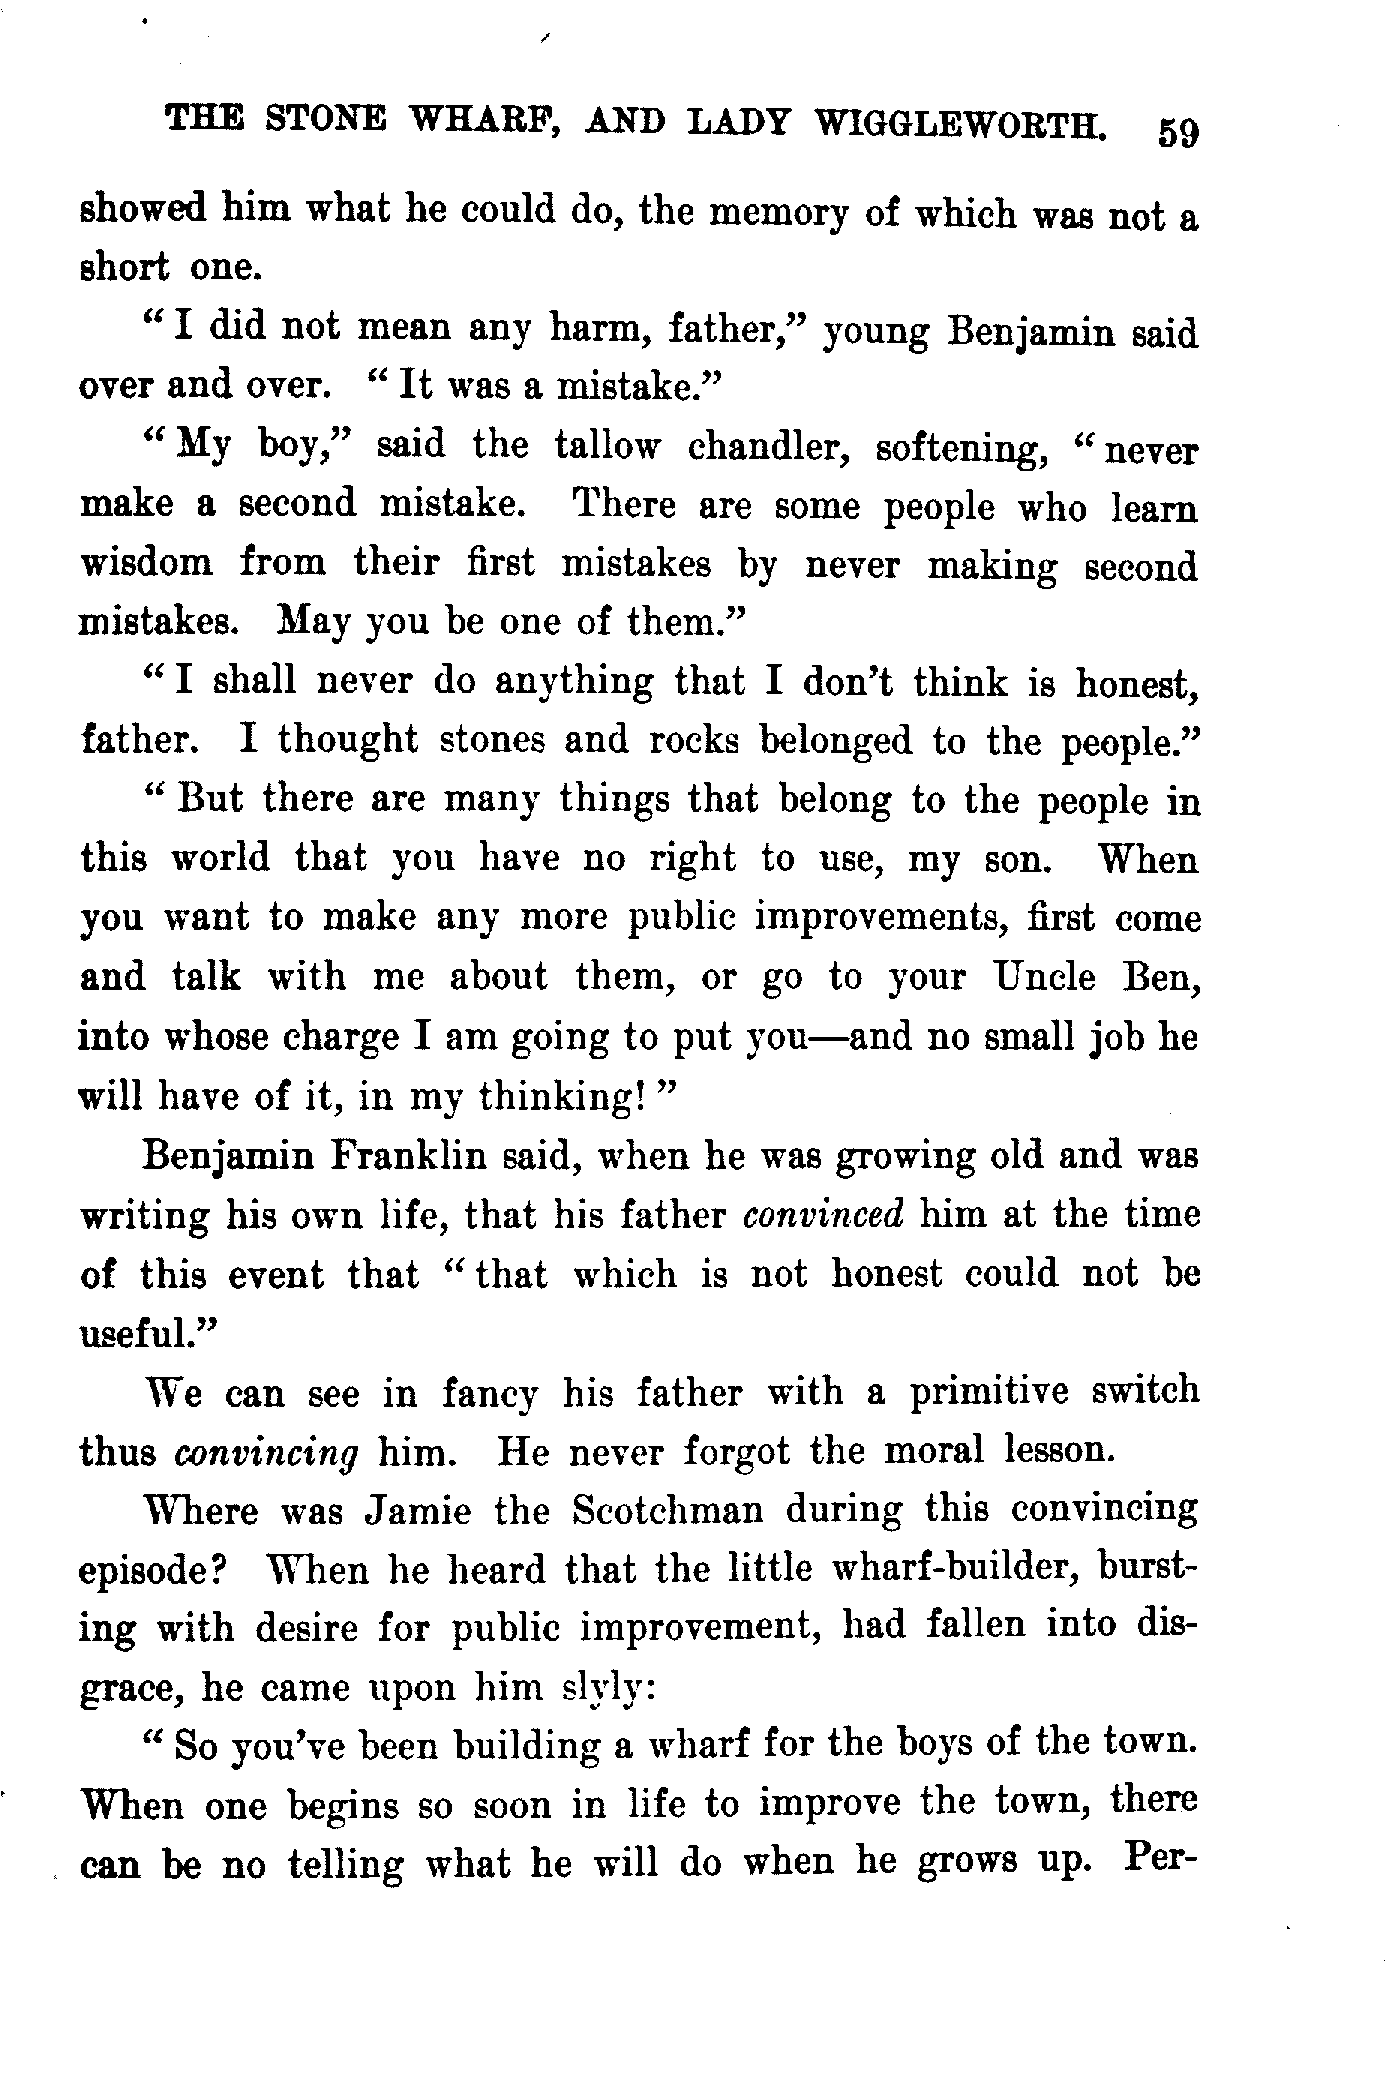 THE STONE WHARF, AND LADY WIGGLEWORTH. 59
showed him what he could do, the memory of which was not a
short one.
“ I did not mean any harm, father,” young Benjamin said
over and over. “ It was a mistake.”
“ My boy,” said the tallow chandler, softening, “ never
make a second mistake. There are some people who learn
wisdom from their first mistakes by never making second
mistakes. May you be one of them.”
“ I shall never do anything that I don’t think is honest,
father. I thought stones and rocks belonged to the people.”
“ But there are many things that belong to the people in
this world that you have no right to use, my son. When
you want to make any more public improvements, first come
and talk with me about them, or go to your Uncle Ben,
into whose charge I am going to put you—and no small job he
will have of it, in my thinking! ”
Benjamin Franklin said, when he was growing old and was
writing his own life, that his father convinced him at the time
of this event that “ that which is not honest could not be
useful.”
We can see in fancy his father with a primitive switch
thus convincing him. He never forgot the moral lesson.
Where was Jamie the Scotchman during this convincing
episode? When he heard that the little wharf-builder, burst-
ing with desire for public improvement, had fallen into dis-
grace, he came upon him slyly:
“ So you’ve been building a wharf for the boys of the town.
When one begins so soon in life to improve the town, there
can be no telling what he will do when he grows up. Per-